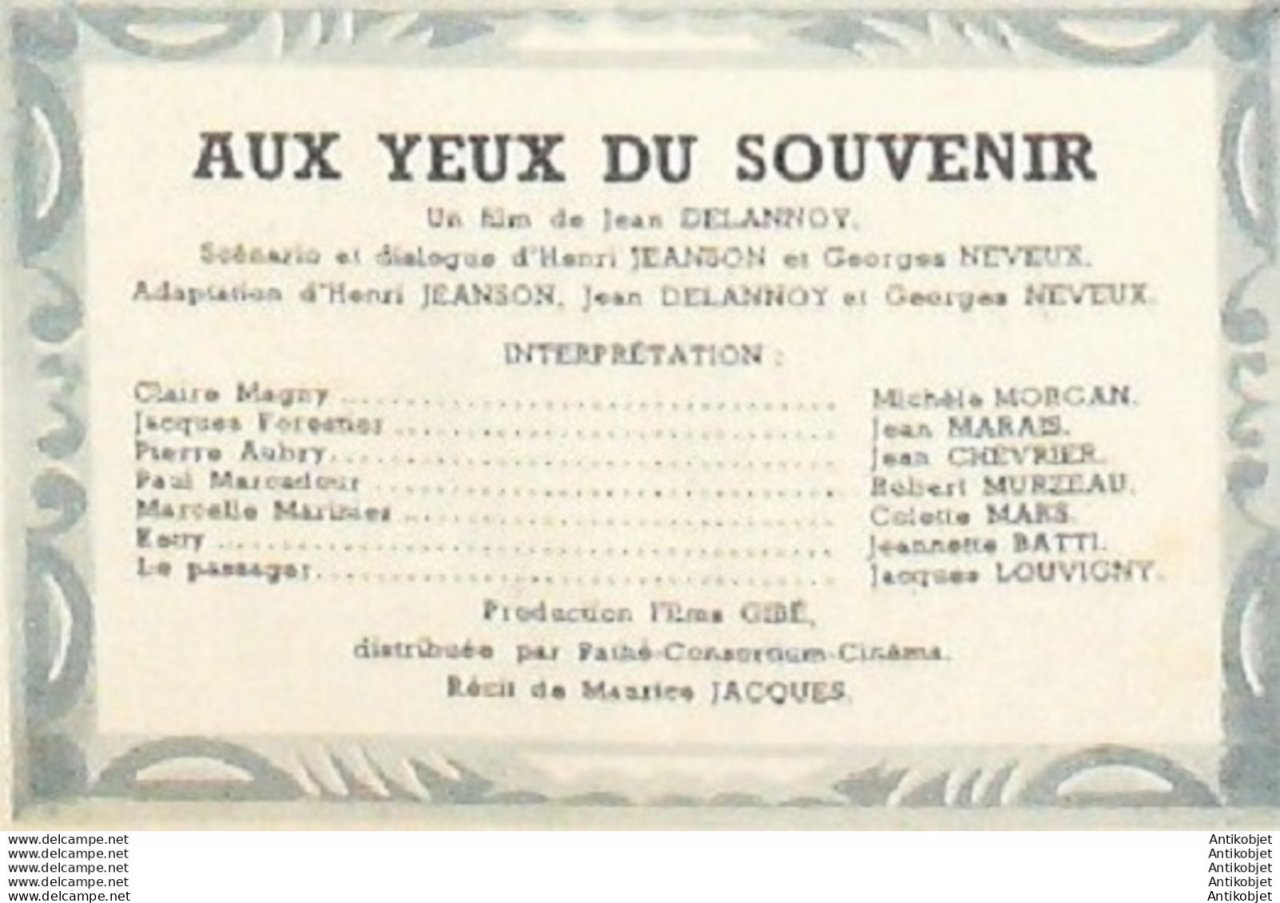 AUX YEUX DU SOUVENIR
Un film de Jean DELANNOY.
Scénario et dialogue d'Henri JEANSON et Georges NEVEUX.
Adaptation d'Henri JEANSON, Jean DELANNOY et Georges NEVEUX.
INTERPRÉTATION :
Claire Magny ........ Michèle MORGAN.
Jacques Forestier ........ Jean MARAIS.
Pierre Aubry ........ Jean CHEVRIER.
Paul Marcadour ........ Robert MURZEAU.
Marcelle Marinier ........ Colette MARS.
Ketty ........ Jeannette BATTI.
Le passager ........ Jacques LOUVIGNY.
Production Films GIBÉ,
distribuée par Pathé-Consortium-Cinéma.
Récit de Maurice JACQUES.
www.delcampe.net Antikobjet
www.delcampe.net Antikobjet
www.delcampe.net Antikobjet
www.delcampe.net Antikobjet
www.delcampe.net Antikobjet